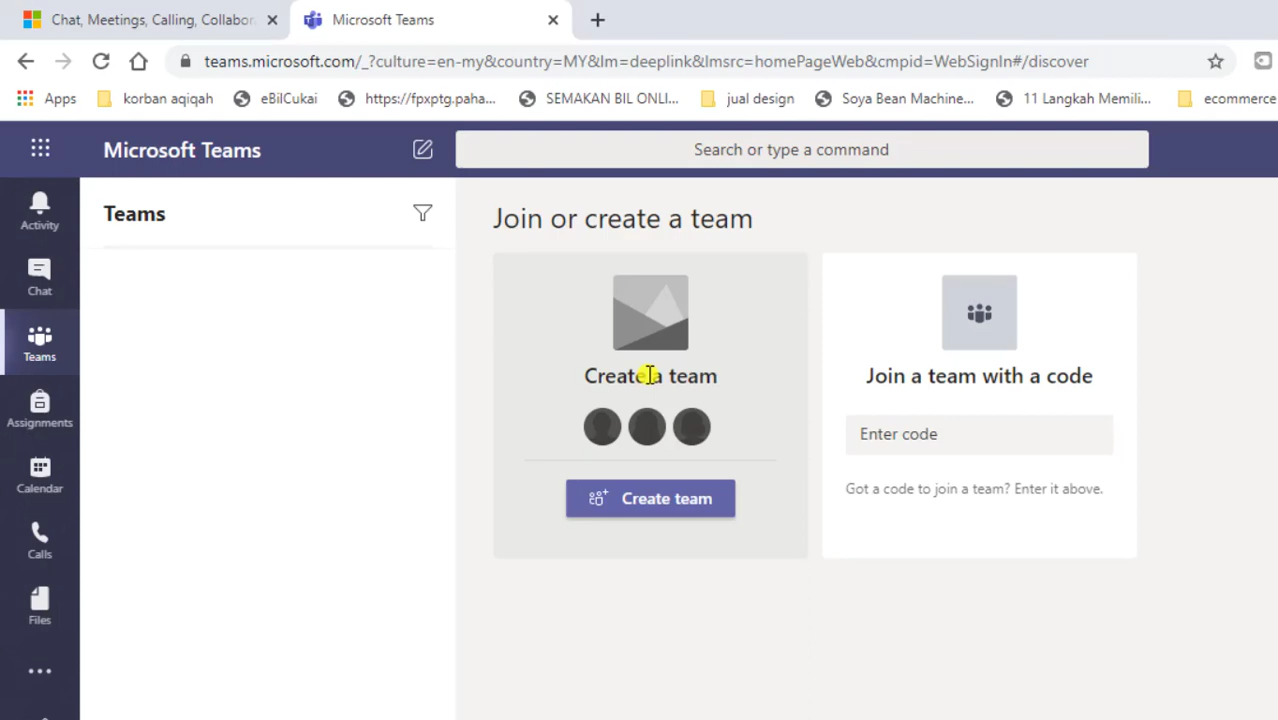 Chat, Meetings, Calling, Collabor
Microsoft Teams
teams.microsoft.com/_?culture=en-my&country=MY&lm=deeplink&lmsrc=homePageWeb&cmpid=WebSignIn#/discover
Apps korban aqiqah eBilCukai https://fpxptg.paha... SEMAKAN BIL ONLI... jual design Soya Bean Machine... 11 Langkah Memili... ecommerce
Microsoft Teams
Search or type a command
Activity
Chat
Teams
Assignments
Calendar
Calls
Files
Teams
Join or create a team
Create a team
Create team
Join a team with a code
Enter code
Got a code to join a team? Enter it above.